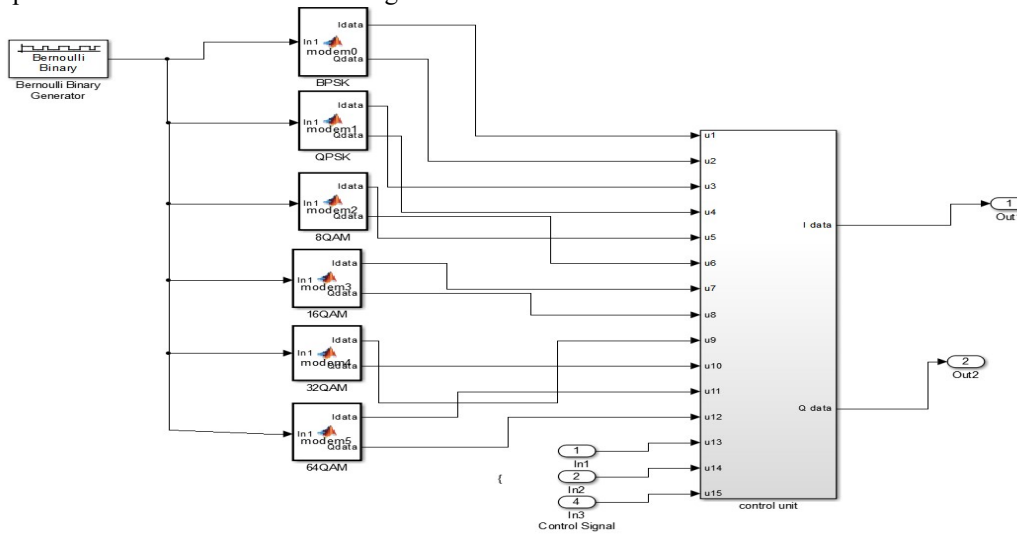 Bernoulli
Binary
Bernoulli Binary
Generator
In1
modem0
Idata
Qdata
BPSK
In1
modem1
Idata
Qdata
QPSK
In1
modem2
Idata
Qdata
8QAM
In1
modem3
Idata
Qdata
16QAM
In1
modem4
Idata
Qdata
32QAM
In1
modem5
Idata
Qdata
64QAM
{
1
In1
2
In2
4
In3
Control Signal
u1
u2
u3
u4
u5
u6
u7
u8
u9
u10
u11
u12
u13
u14
u15
I data
Q data
control unit
1
2
Out2